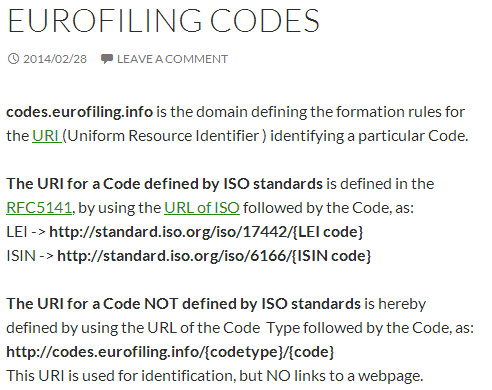 EUROFILING CODES
2014/02/28 LEAVE A COMMENT
codes.eurofiling.info is the domain defining the formation rules for
the URI (Uniform Resource Identifier ) identifying a particular Code.
The URI for a Code defined by ISO standards is defined in the
RFC5141, by using the URL of ISO followed by the Code, as:
LEI -> http://standard.iso.org/iso/17442/{LEI code}
ISIN -> http://standard.iso.org/iso/6166/{ISIN code}
The URI for a Code NOT defined by ISO standards is hereby
defined by using the URL of the Code Type followed by the Code, as:
http://codes.eurofiling.info/{codetype}/{code}
This URI is used for identification, but NO links to a webpage.